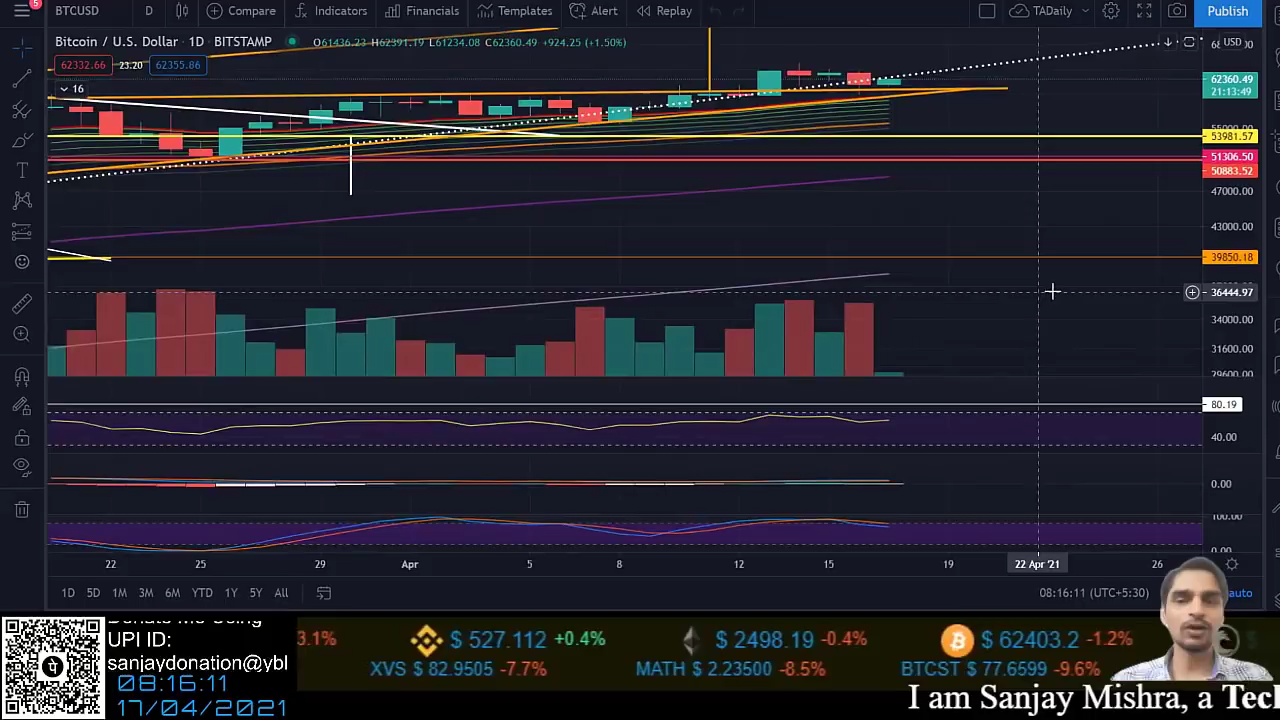 5
BTCUSD D Compare Indicators Financials Templates Alert Replay TADaily Publish
Bitcoin / U.S. Dollar · 1D · BITSTAMP O61436.23 H62391.19 L61234.08 C62360.49 +924.25 (+1.50%)
USD
62332.66 23.20 62355.86
16
62360.49
21:13:49
53981.57
51306.50
50883.52
47000.00
43000.00
39850.18
36444.97
34000.00
31600.00
29600.00
80.19
40.00
0.00
100.00
0.00
22 25 29 Apr 5 8 12 15 19 22 Apr '21 26
1D 5D 1M 3M 6M YTD 1Y 5Y All 08:16:11 (UTC+5:30) auto
Donate Me Using
UPI ID:
sanjaydonation@ybl
08:16:11
17/04/2021
3.1% $ 527.112 +0.4% $ 2498.19 -0.4% $ 62403.2 -1.2%
XVS $ 82.9505 -7.7% MATH $ 2.23500 -8.5% BTCST $ 77.6599 -9.6%
I am Sanjay Mishra, a Tec